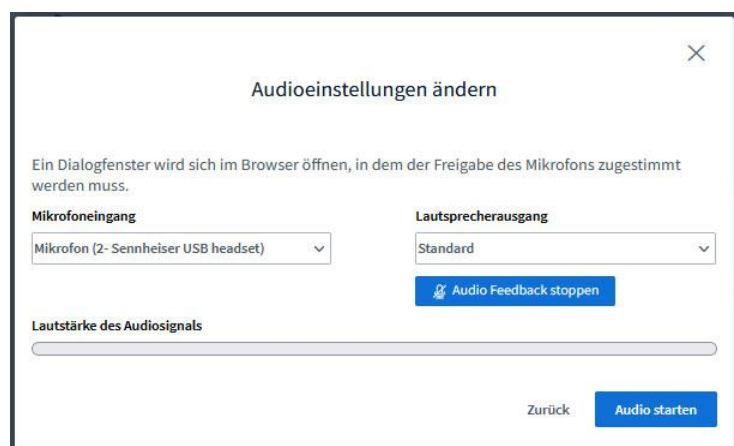 Audioeinstellungen ändern
Ein Dialogfenster wird sich im Browser öffnen, in dem der Freigabe des Mikrofons zugestimmt
werden muss.
Mikrofoneingang
Lautsprecherausgang
Mikrofon (2- Sennheiser USB headset)
Standard
Audio Feedback stoppen
Lautstärke des Audiosignals
Zurück
Audio starten